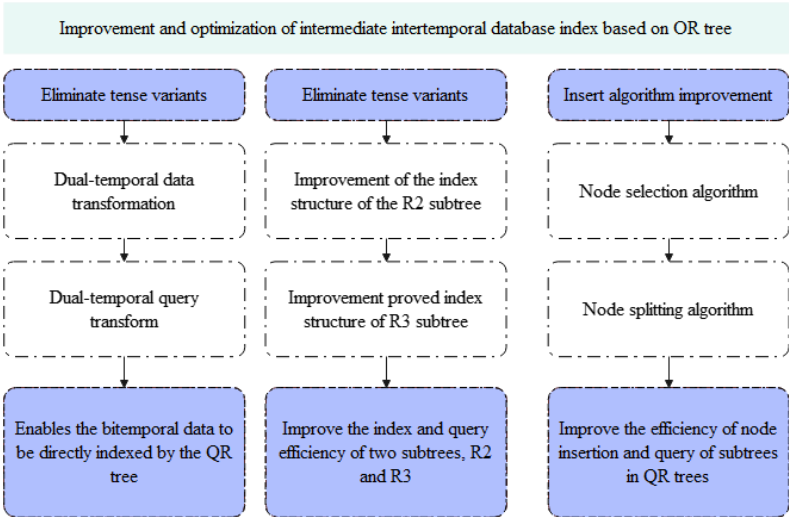 Improvement and optimization of intermediate intertemporal database index based on OR tree
Eliminate tense variants
Dual-temporal data
transformation
Dual-temporal query
transform
Enables the bitemporal data to
be directly indexed by the QR
tree
Eliminate tense variants
Improvement of the index
structure of the R2 subtree
Improvement proved index
structure of R3 subtree
Improve the index and query
efficiency of two subtrees, R2
and R3
Insert algorithm improvement
Node selection algorithm
Node splitting algorithm
Improve the efficiency of node
insertion and query of subtrees
in QR trees